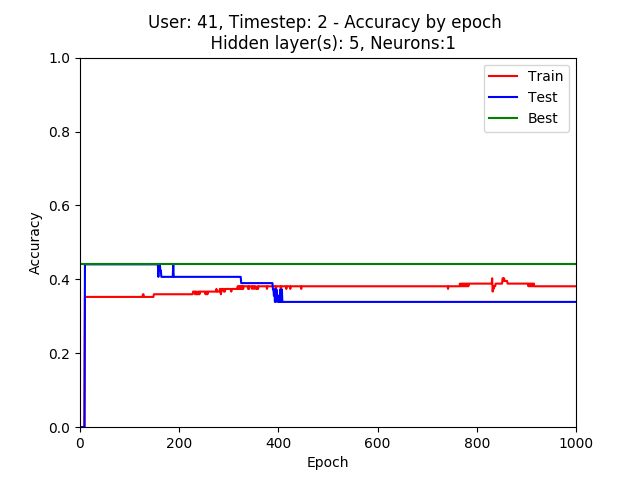 User: 41, Timestep: 2 - Accuracy by epoch
Hidden layer(s): 5, Neurons:1
Train
Test
Best
1.0
0.8
0.6
0.4
0.2
0.0
Accuracy
0 200 400 600 800 1000
Epoch